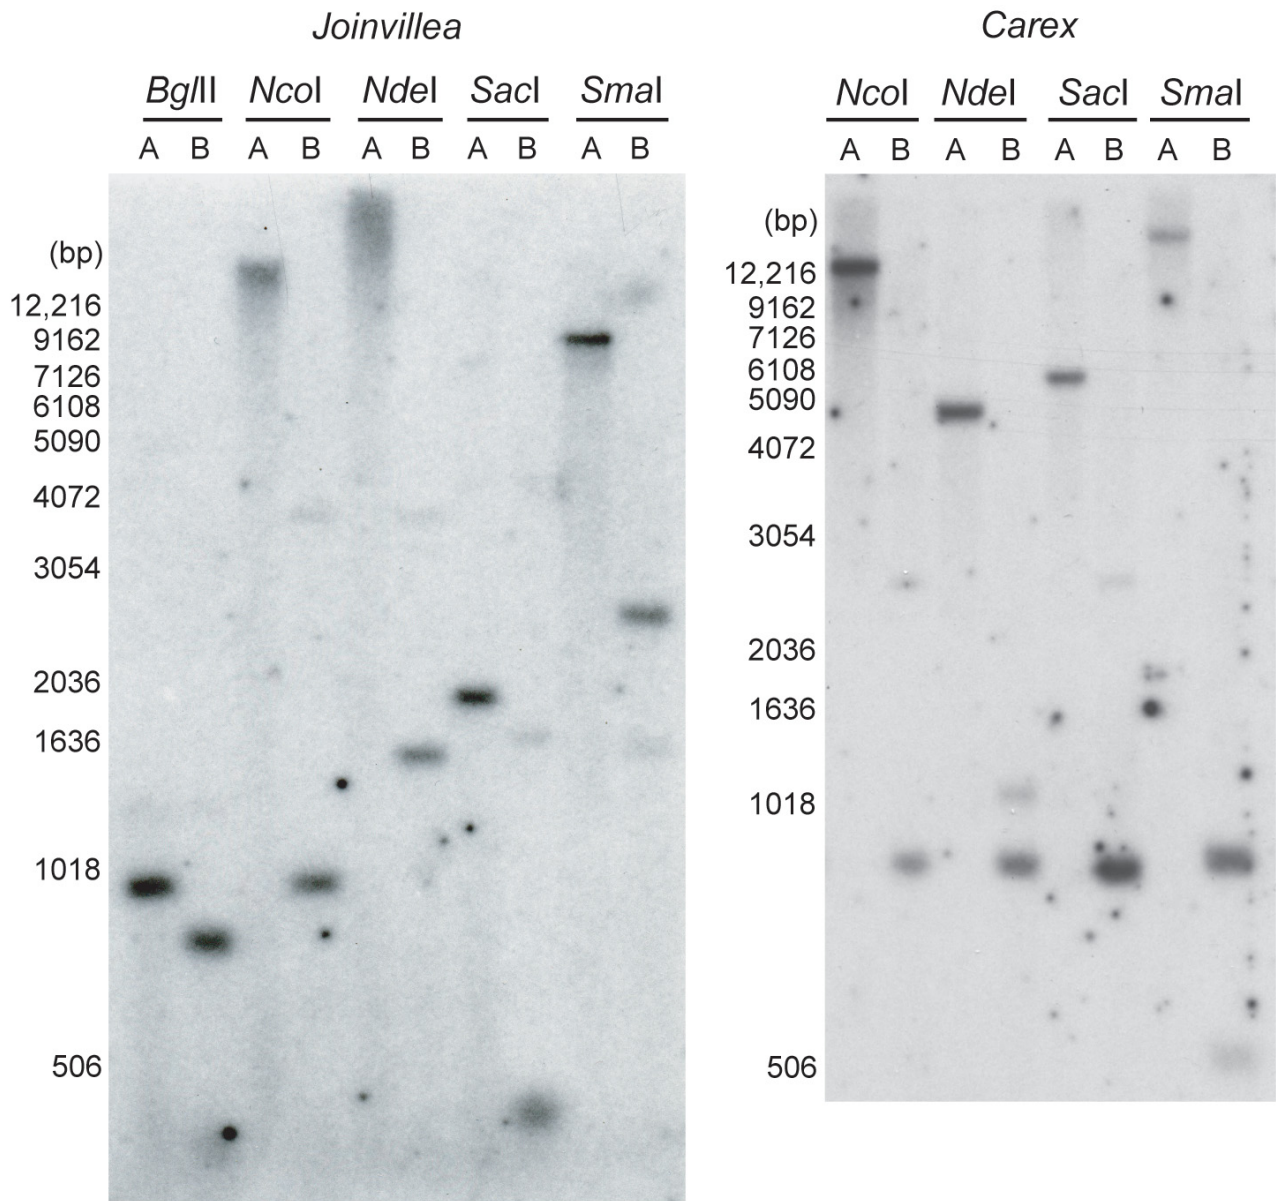 Joinvillea
BglII NcoI NdeI SacI SmaI
A B A B A B A B A B
(bp)
12,216
9162
7126
6108
5090
4072
3054
2036
1636
1018
506
Carex
NcoI NdeI SacI SmaI
A B A B A B A B
(bp)
12,216
9162
7126
6108
5090
4072
3054
2036
1636
1018
506